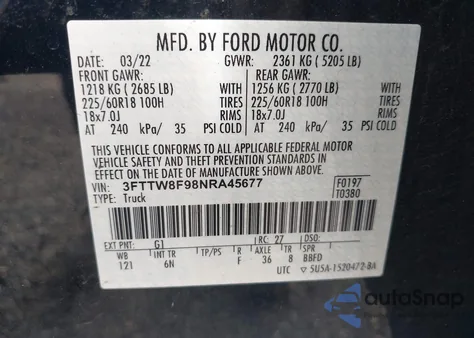 MFD. BY FORD MOTOR CO.
DATE: 03/22 GVWR: 2361 KG ( 5205 LB)
FRONT GAWR: REAR GAWR:
1218 KG ( 2685 LB) WITH 1256 KG ( 2770 LB) WITH
225/60R18 100H TIRES 225/60R18 100H TIRES
18x7.0J RIMS 18x7.0J RIMS
AT 240 kPa/ 35 PSI COLD AT 240 kPa/ 35 PSI COLD
THIS VEHICLE CONFORMS TO ALL APPLICABLE FEDERAL MOTOR
VEHICLE SAFETY, BUMPER, AND THEFT PREVENTION STANDARDS
IN EFFECT ON THE DATE OF MANUFACTURE SHOWN ABOVE.
VIN: 3FTTW8F98NRA45677 F0197
TYPE: Truck T0380
EXT PNT: G1 RC: 27 DSO:
WB INT TR TP/PS R AXLE TR SPR
121 6N F 36 8 BBFD
UTC 5U5A-1520472-BA
autoSnap